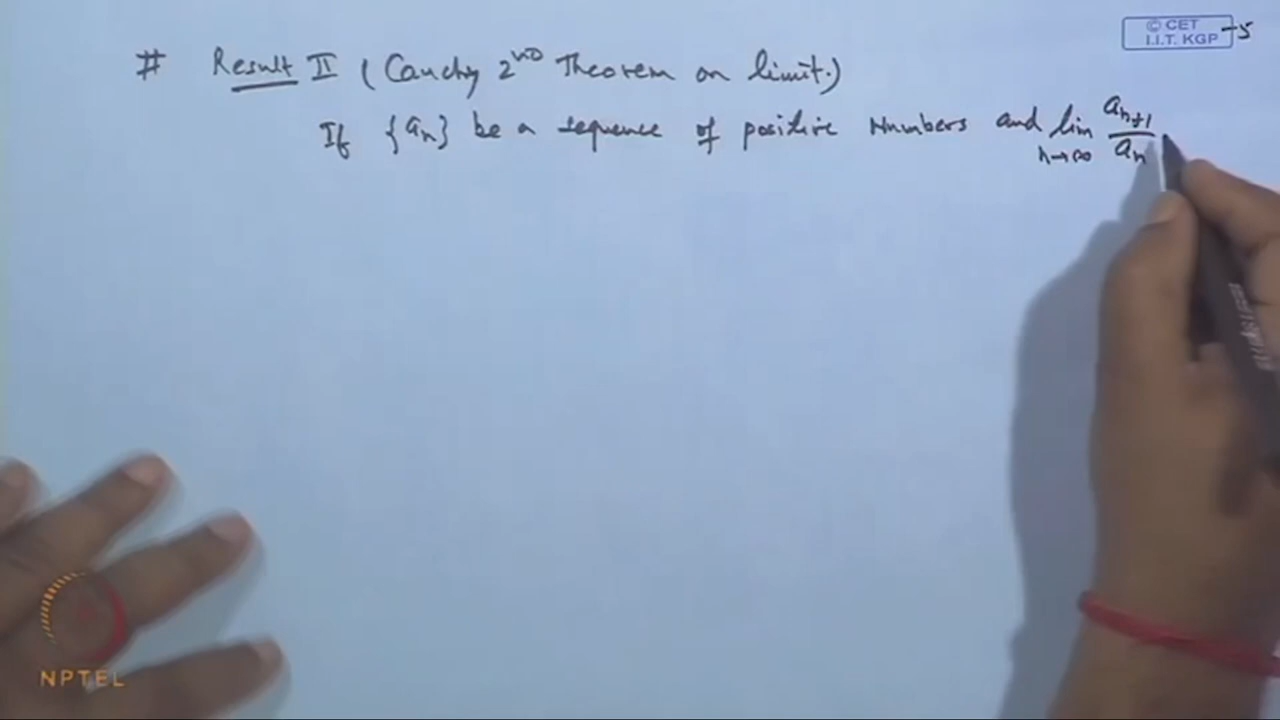 © CET
I.I.T. KGP -5
# Result II ( Cauchy 2ND Theorem on limit.)
If {an} be a sequence of positive Numbers and lim n→∞ an+1/an
NPTEL